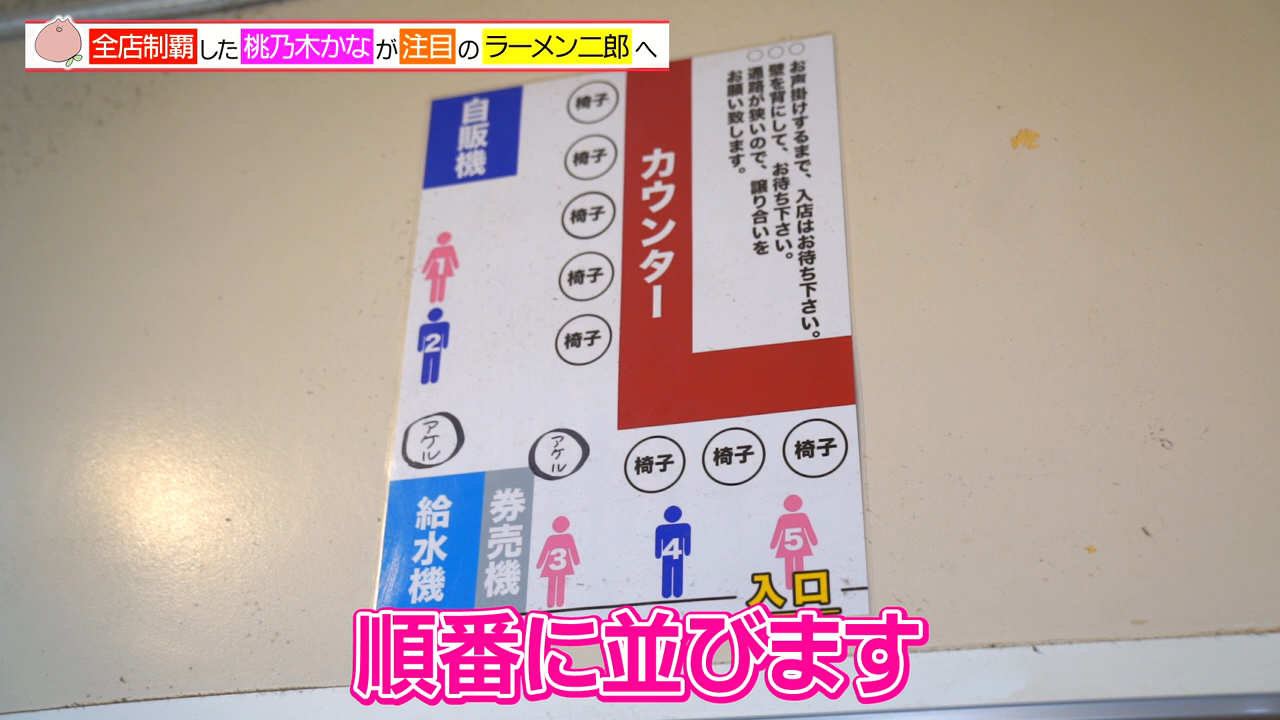 全店制覇した桃乃木かなが注目のラーメン二郎へ
○お声掛けするまで、入店はお待ち下さい。
○壁を背にして、お待ち下さい。
○通路が狭いので、譲り合いを
お願い致します。
カウンター
自販機
椅子
椅子
椅子
椅子
椅子
1
2
アケル
アケル
椅子
椅子
椅子
給水機
券売機
3
4
5
入口
順番に並びます